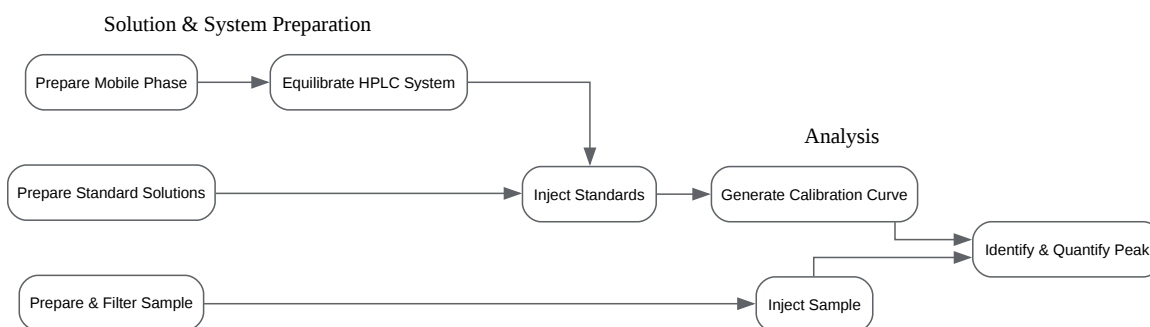 Solution & System Preparation
Prepare Mobile Phase
Equilibrate HPLC System
Analysis
Prepare Standard Solutions
Inject Standards
Generate Calibration Curve
Identify & Quantify Peak
Prepare & Filter Sample
Inject Sample